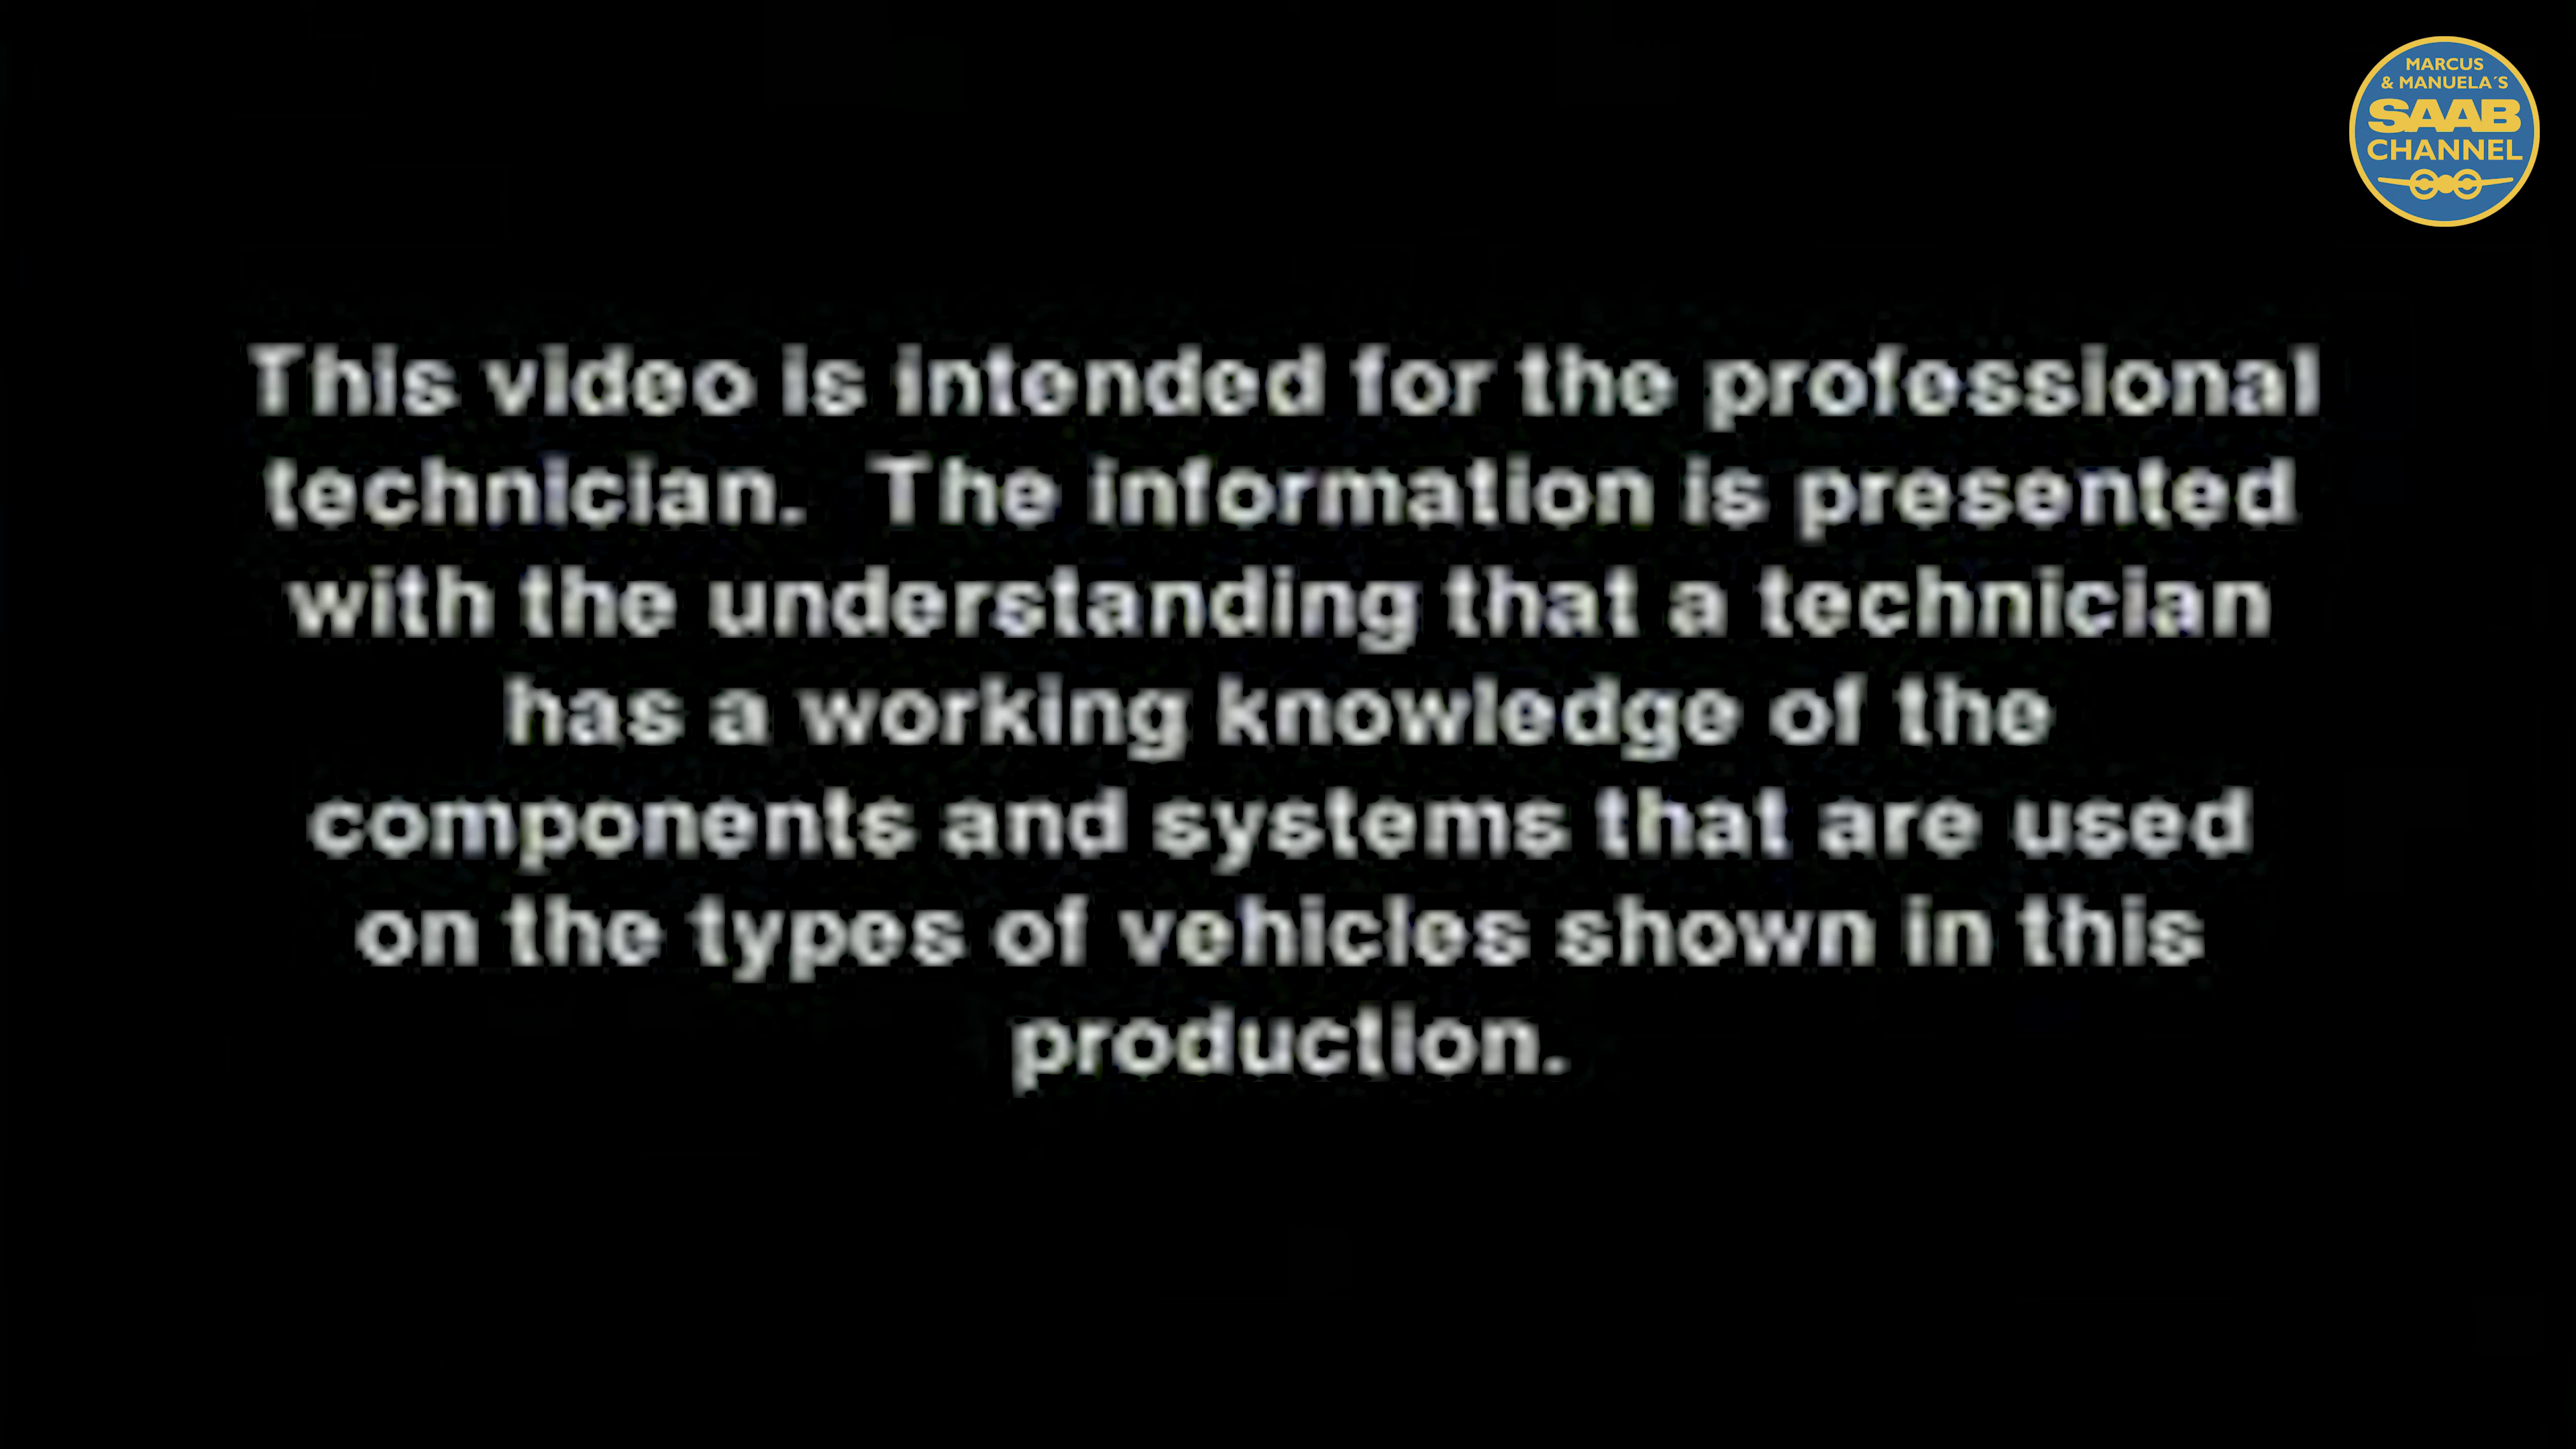 MARCUS
& MANUELA´S
SAAB
CHANNEL
This video is intended for the professional
technician. The information is presented
with the understanding that a technician
has a working knowledge of the
components and systems that are used
on the types of vehicles shown in this
production.